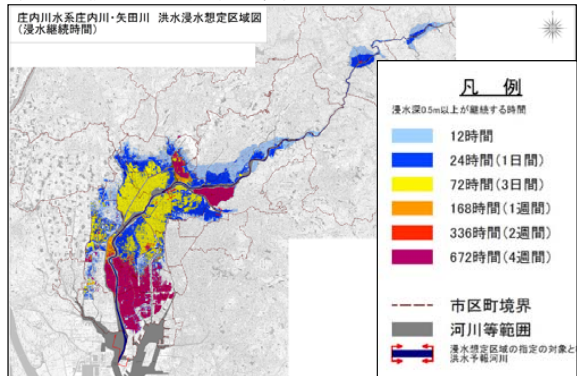 庄内川水系庄内川・矢田川 洪水浸水想定区域図
(浸水継続時間)
凡 例
浸水深0.5m以上が継続する時間
12時間
24時間(1日間)
72時間(3日間)
168時間(1週間)
336時間(2週間)
672時間(4週間)
市区町境界
河川等範囲
浸水想定区域の指定の対象と
洪水予報河川